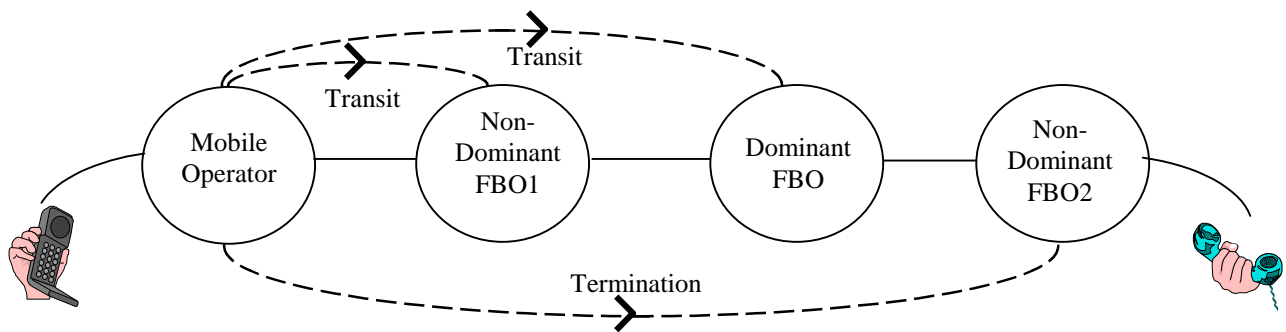 Transit
Transit
Mobile
Operator
Non-
Dominant
FBO1
Dominant
FBO
Non-
Dominant
FBO2
Termination